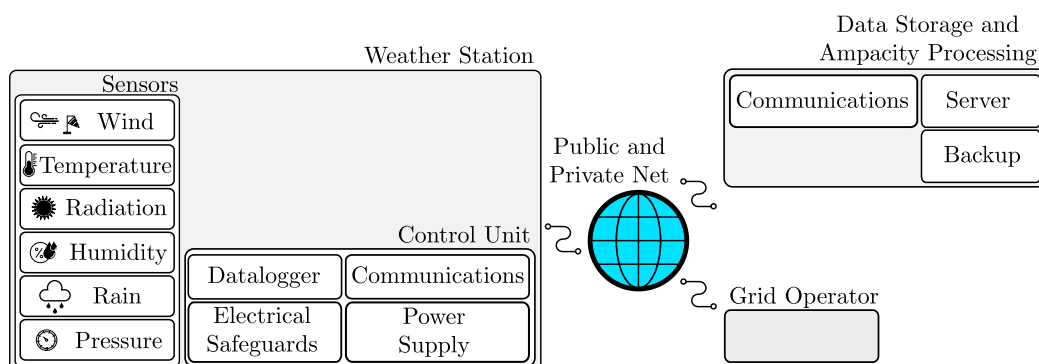 Data Storage and
Ampacity Processing
Weather Station
Sensors
Wind
Temperature
Radiation
Humidity
%
Rain
Pressure
Control Unit
Datalogger
Communications
Electrical
Safeguards
Power
Supply
Public and
Private Net
Communications
Server
Backup
Grid Operator